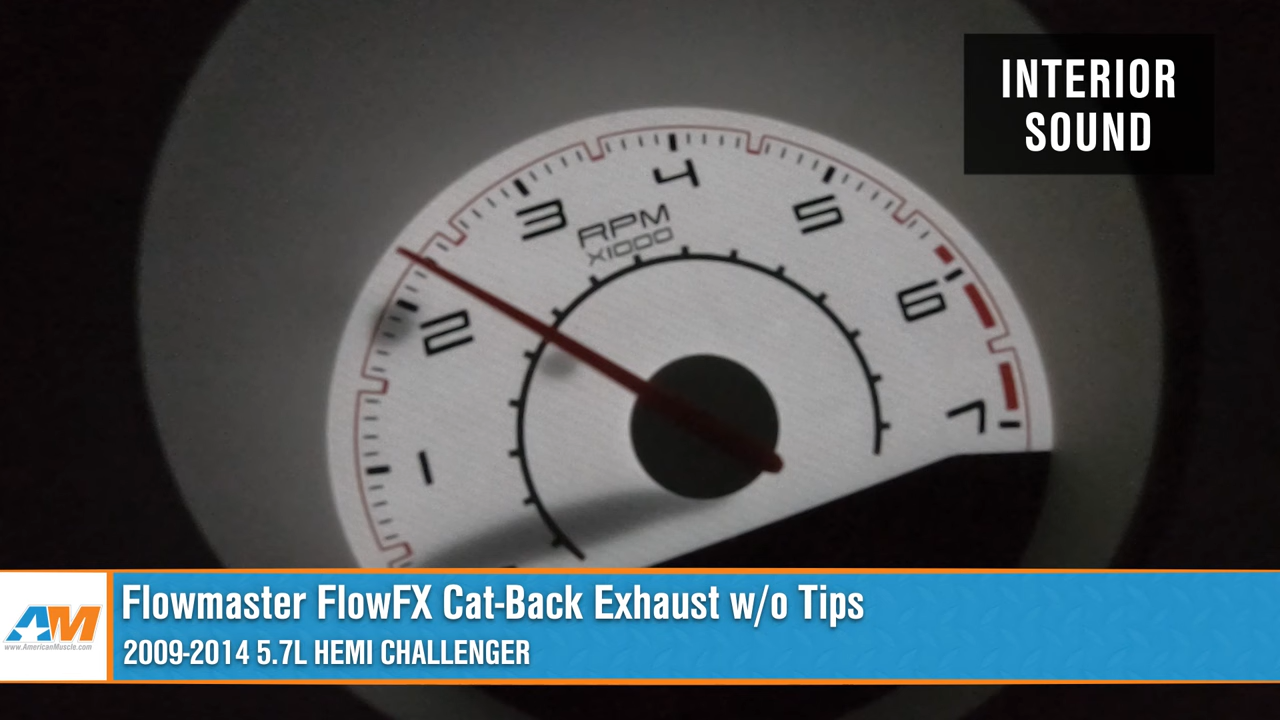 INTERIOR
SOUND
1
2
3
4
5
6
7
RPM
X1000
AM
www.AmericanMuscle.com
Flowmaster FlowFX Cat-Back Exhaust w/o Tips
2009-2014 5.7L HEMI CHALLENGER